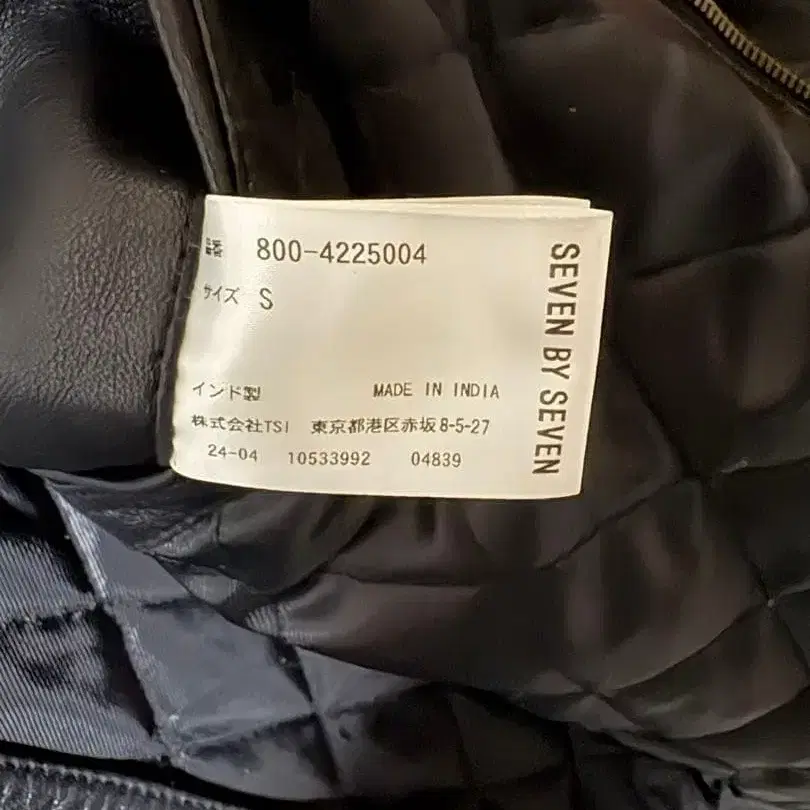 800-4225004
サイズ S
インド製 MADE IN INDIA
株式会社TSI 東京都港区赤坂8-5-27
24-04 10533992 04839
SEVEN BY SEVEN